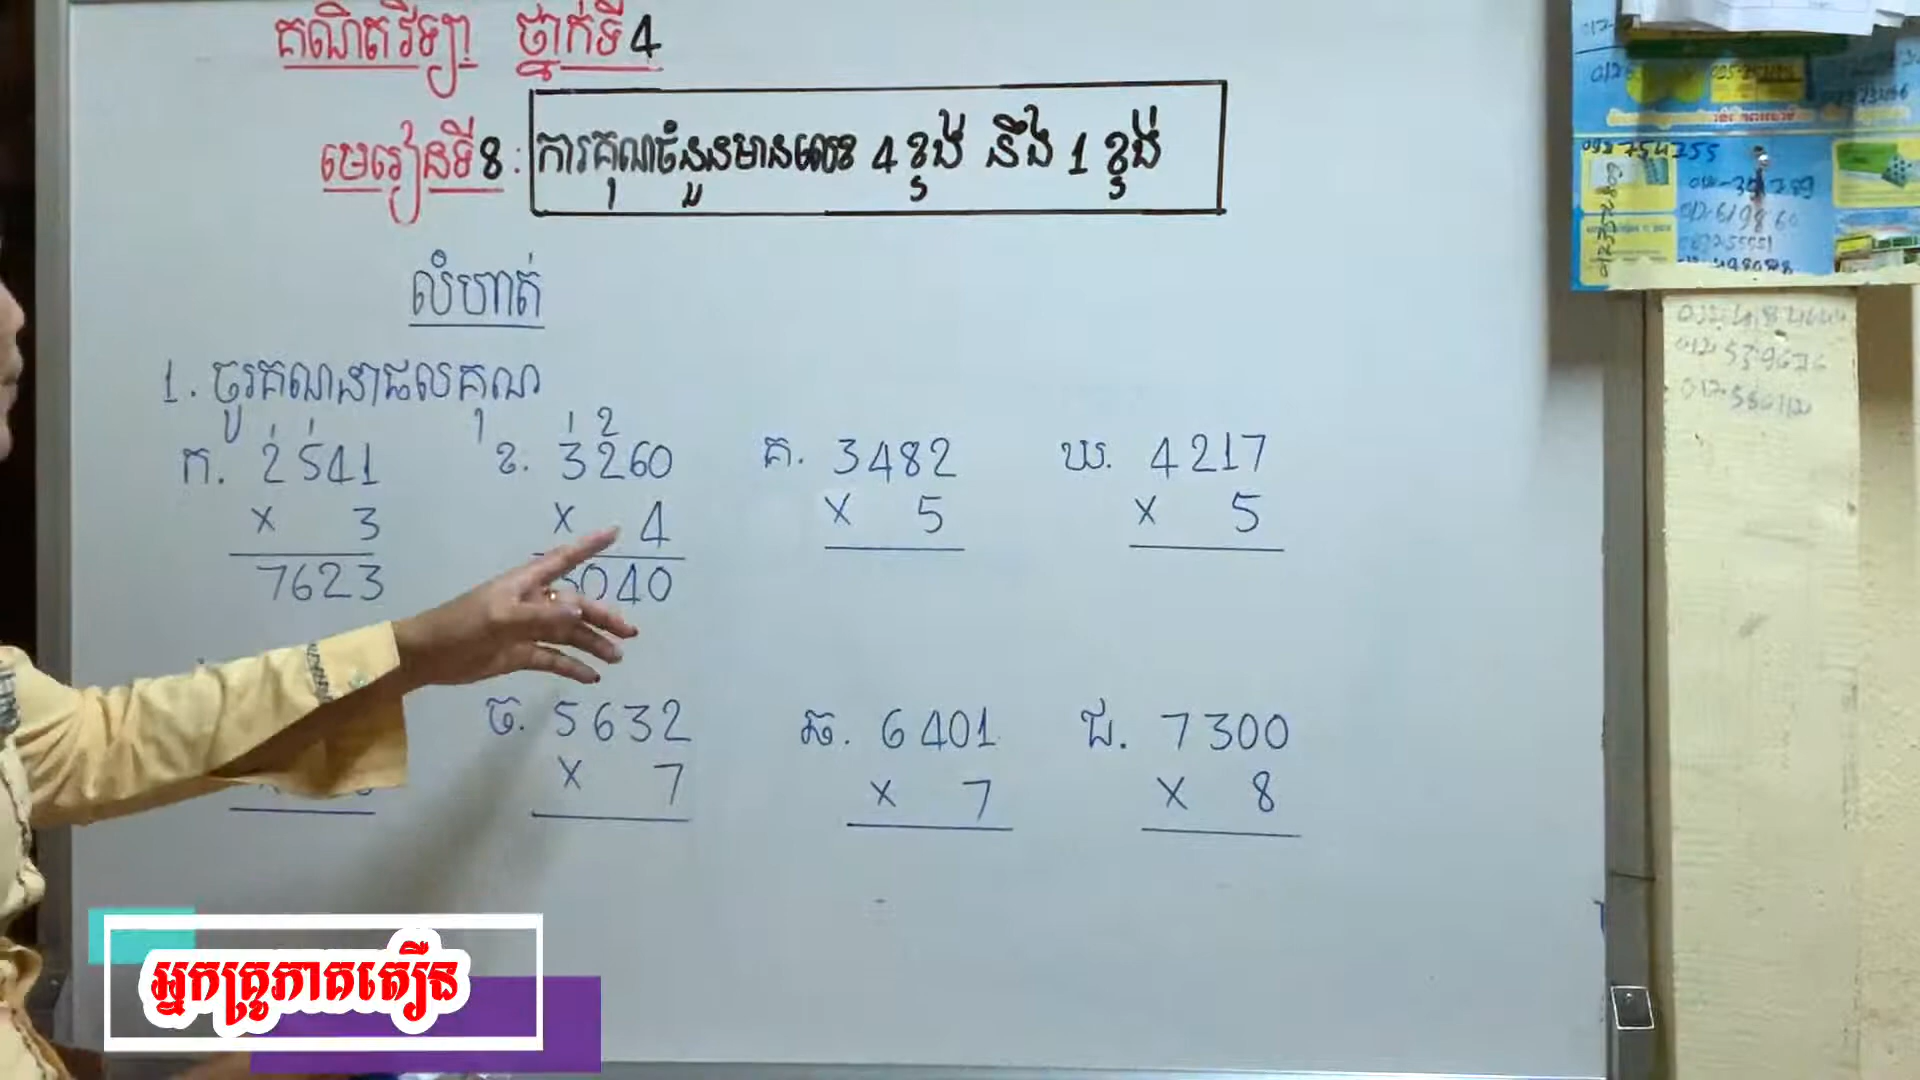 គណិតវិទ្យា ថ្នាក់ទី4
មេរៀនទី8 : ការគុណចំនួនមានលេខ 4 ខ្ទង់ នឹង 1 ខ្ទង់
លំហាត់
1. ចូរគណនាផលគុណ
1 2
ក. 2541 ខ. 3260 គ. 3482 ឃ. 4217
× 3 × 4 × 5 × 5
7623 3040
ច. 5632 ឆ. 6401 ជ. 7300
× 7 × 7 × 8
អ្នកគ្រូភាគតឿន
092754755